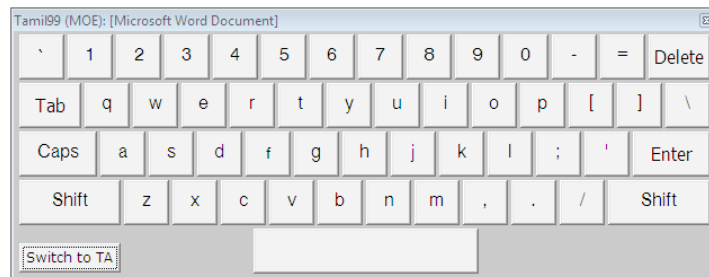 Tamil99 (MOE): [Microsoft Word Document]
` 1 2 3 4 5 6 7 8 9 0 - = Delete
Tab q w e r t y u i o p [ ] \
Caps a s d f g h j k l ; ' Enter
Shift z x c v b n m , . / Shift
Switch to TA